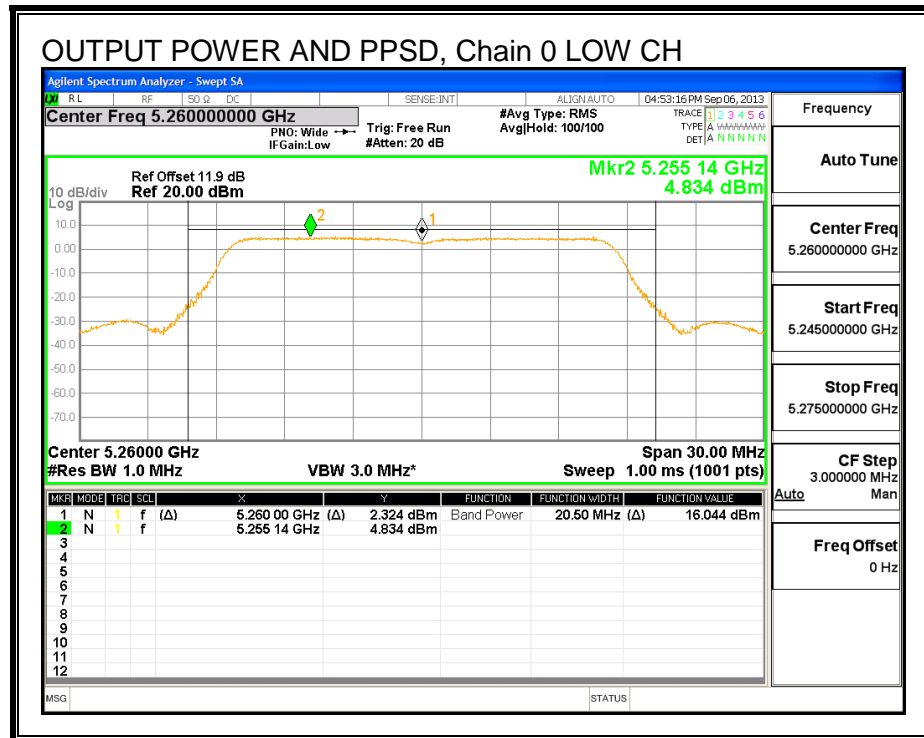 OUTPUT POWER AND PPSD, Chain 0 LOW CH
Agilent Spectrum Analyzer - Swept SA
LXI RL RF 50 Ω DC SENSE:INT ALIGN AUTO 04:53:16 PM Sep 06, 2013
Center Freq 5.260000000 GHz
PNO: Wide
IFGain:Low
Trig: Free Run
#Atten: 20 dB
#Avg Type: RMS
Avg|Hold: 100/100
TRACE 1 2 3 4 5 6
TYPE A WWWWW
DET A N N N N N
Mkr2 5.255 14 GHz
4.834 dBm
Ref Offset 11.9 dB
10 dB/div Ref 20.00 dBm
Log
10.0
0.00
-10.0
-20.0
-30.0
-40.0
-50.0
-60.0
-70.0
2
1
Center 5.26000 GHz Span 30.00 MHz
#Res BW 1.0 MHz VBW 3.0 MHz* Sweep 1.00 ms (1001 pts)
MKR MODE TRC SCL X Y FUNCTION FUNCTION WIDTH FUNCTION VALUE
1 N 1 f (Δ) 5.260 00 GHz (Δ) 2.324 dBm Band Power 20.50 MHz (Δ) 16.044 dBm
2 N 1 f 5.255 14 GHz 4.834 dBm
3
4
5
6
7
8
9
10
11
12
MSG STATUS
Frequency
Auto Tune
Center Freq
5.260000000 GHz
Start Freq
5.245000000 GHz
Stop Freq
5.275000000 GHz
CF Step
3.000000 MHz
Auto Man
Freq Offset
0 Hz